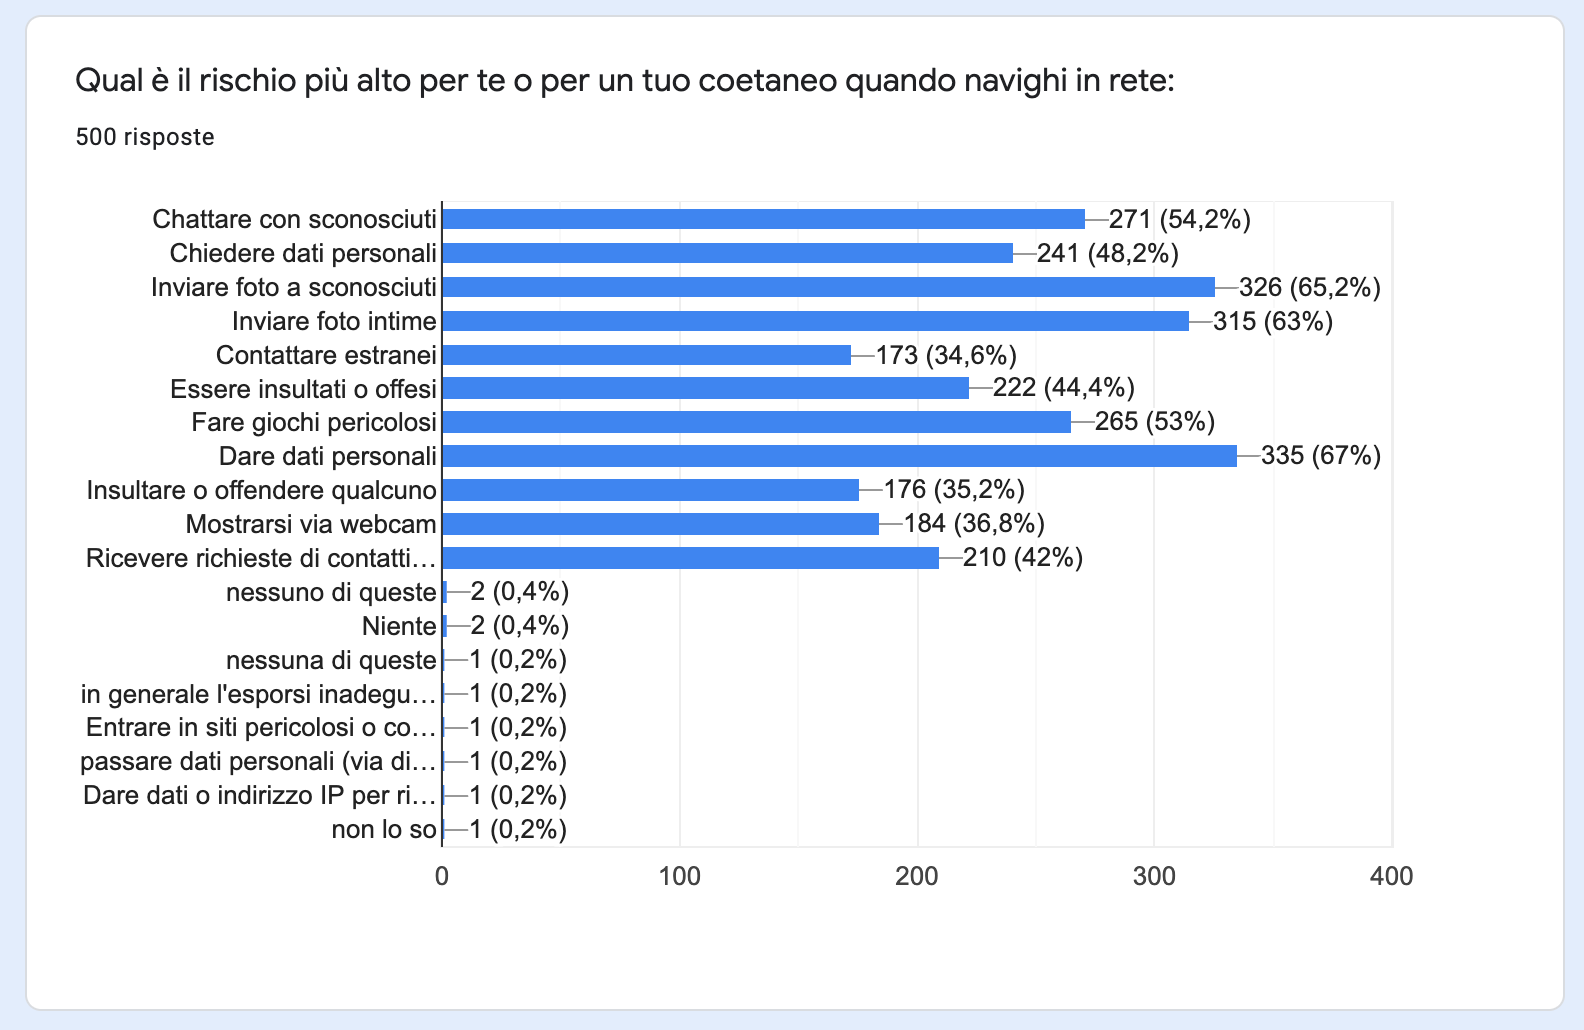 Qual è il rischio più alto per te o per un tuo coetaneo quando navighi in rete:
500 risposte
Chattare con sconosciuti 271 (54,2%)
Chiedere dati personali 241 (48,2%)
Inviare foto a sconosciuti 326 (65,2%)
Inviare foto intime 315 (63%)
Contattare estranei 173 (34,6%)
Essere insultati o offesi 222 (44,4%)
Fare giochi pericolosi 265 (53%)
Dare dati personali 335 (67%)
Insultare o offendere qualcuno 176 (35,2%)
Mostrarsi via webcam 184 (36,8%)
Ricevere richieste di contatti… 210 (42%)
nessuno di queste 2 (0,4%)
Niente 2 (0,4%)
nessuna di queste 1 (0,2%)
in generale l'esporsi inadegu… 1 (0,2%)
Entrare in siti pericolosi o co… 1 (0,2%)
passare dati personali (via di… 1 (0,2%)
Dare dati o indirizzo IP per ri… 1 (0,2%)
non lo so 1 (0,2%)
0 100 200 300 400